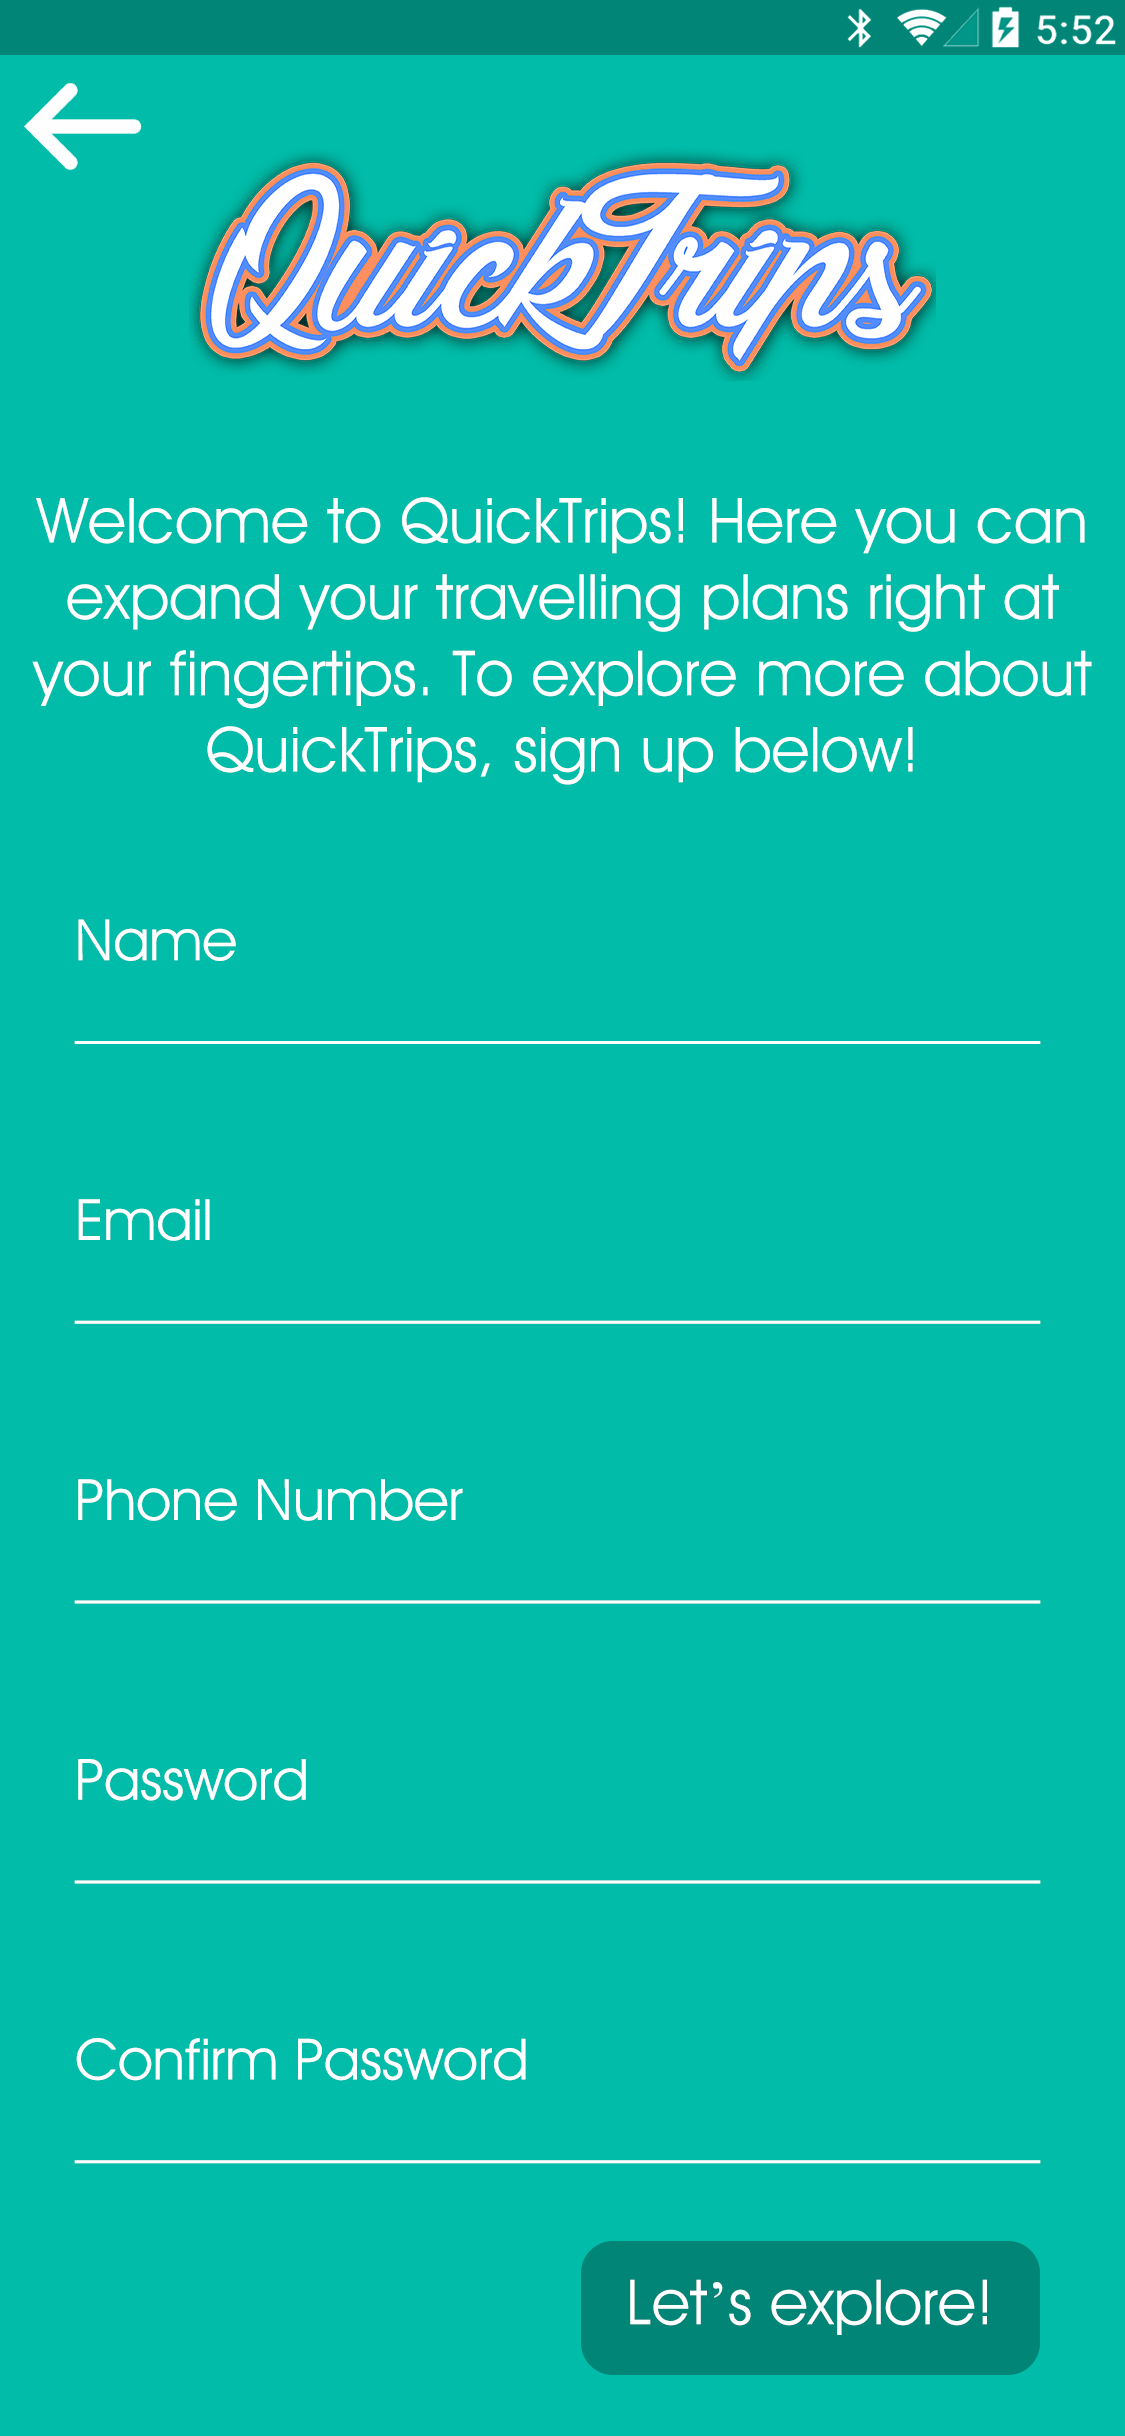 5:52
QuickTrips
Welcome to QuickTrips! Here you can
expand your travelling plans right at
your fingertips. To explore more about
QuickTrips, sign up below!
Name
Email
Phone Number
Password
Confirm Password
Let's explore!